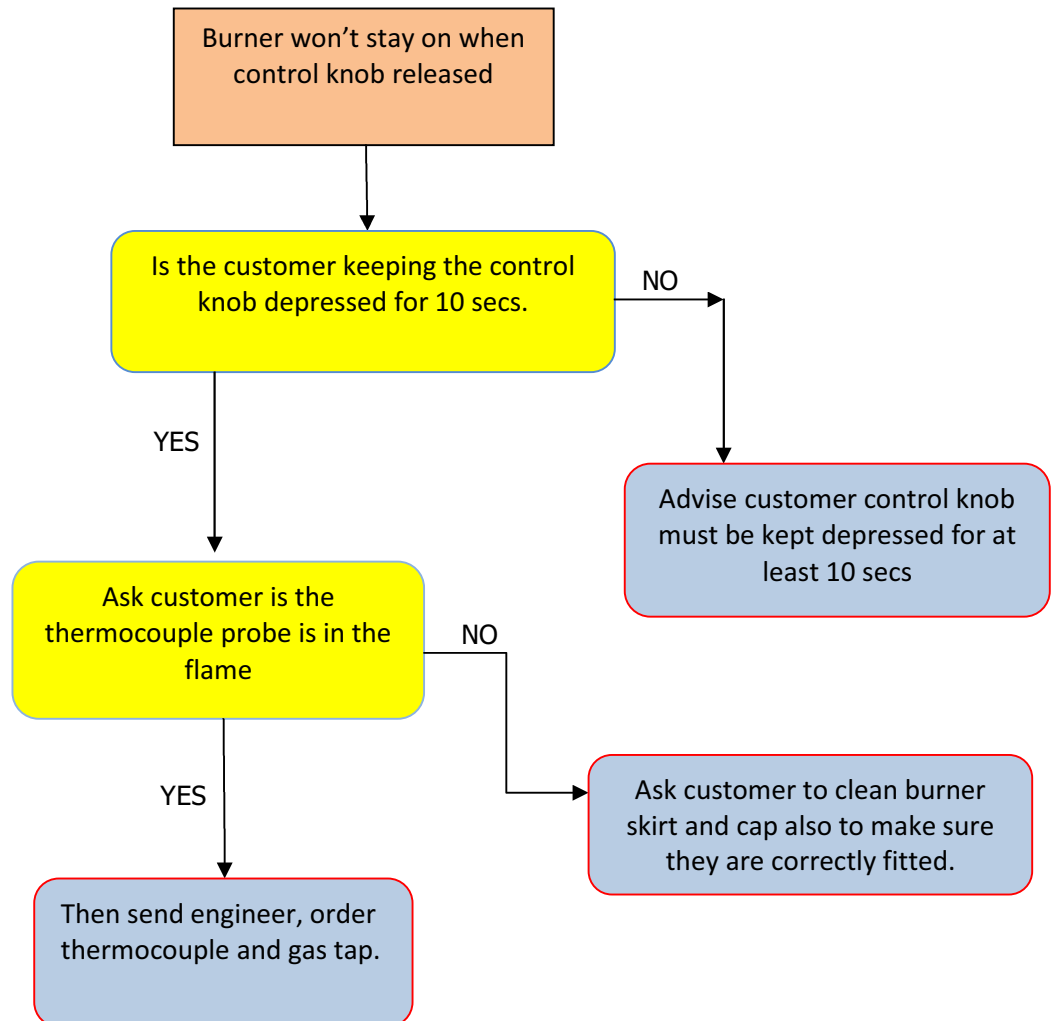 Burner won’t stay on when
control knob released
Is the customer keeping the control
knob depressed for 10 secs.
NO
YES
Advise customer control knob
must be kept depressed for at
least 10 secs
Ask customer is the
thermocouple probe is in the
flame
NO
YES
Ask customer to clean burner
skirt and cap also to make sure
they are correctly fitted.
Then send engineer, order
thermocouple and gas tap.